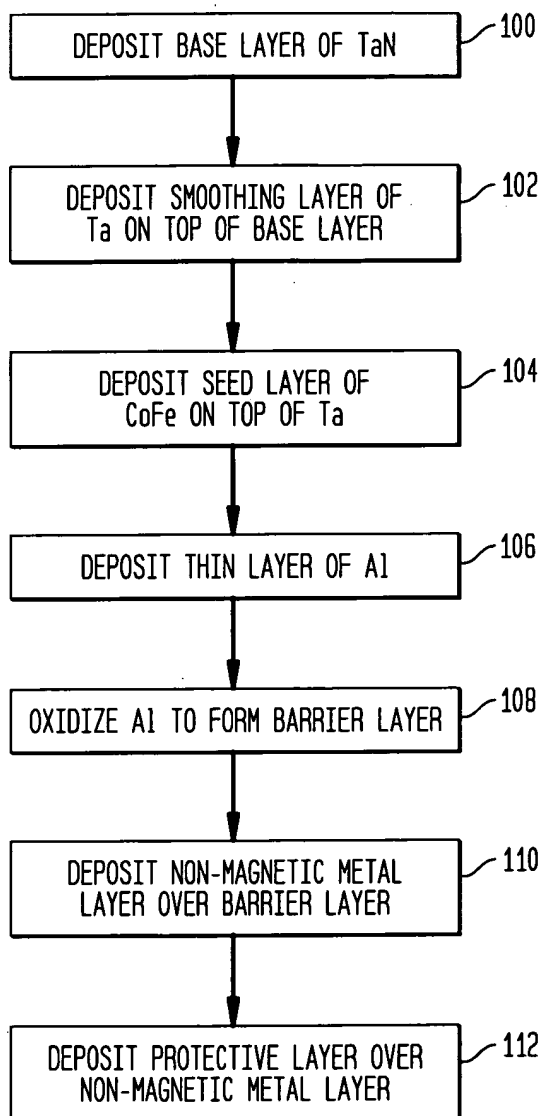 DEPOSIT BASE LAYER OF TaN
100
DEPOSIT SMOOTHING LAYER OF
Ta ON TOP OF BASE LAYER
102
DEPOSIT SEED LAYER OF
CoFe ON TOP OF Ta
104
DEPOSIT THIN LAYER OF Al
106
OXIDIZE Al TO FORM BARRIER LAYER
108
DEPOSIT NON-MAGNETIC METAL
LAYER OVER BARRIER LAYER
110
DEPOSIT PROTECTIVE LAYER OVER
NON-MAGNETIC METAL LAYER
112